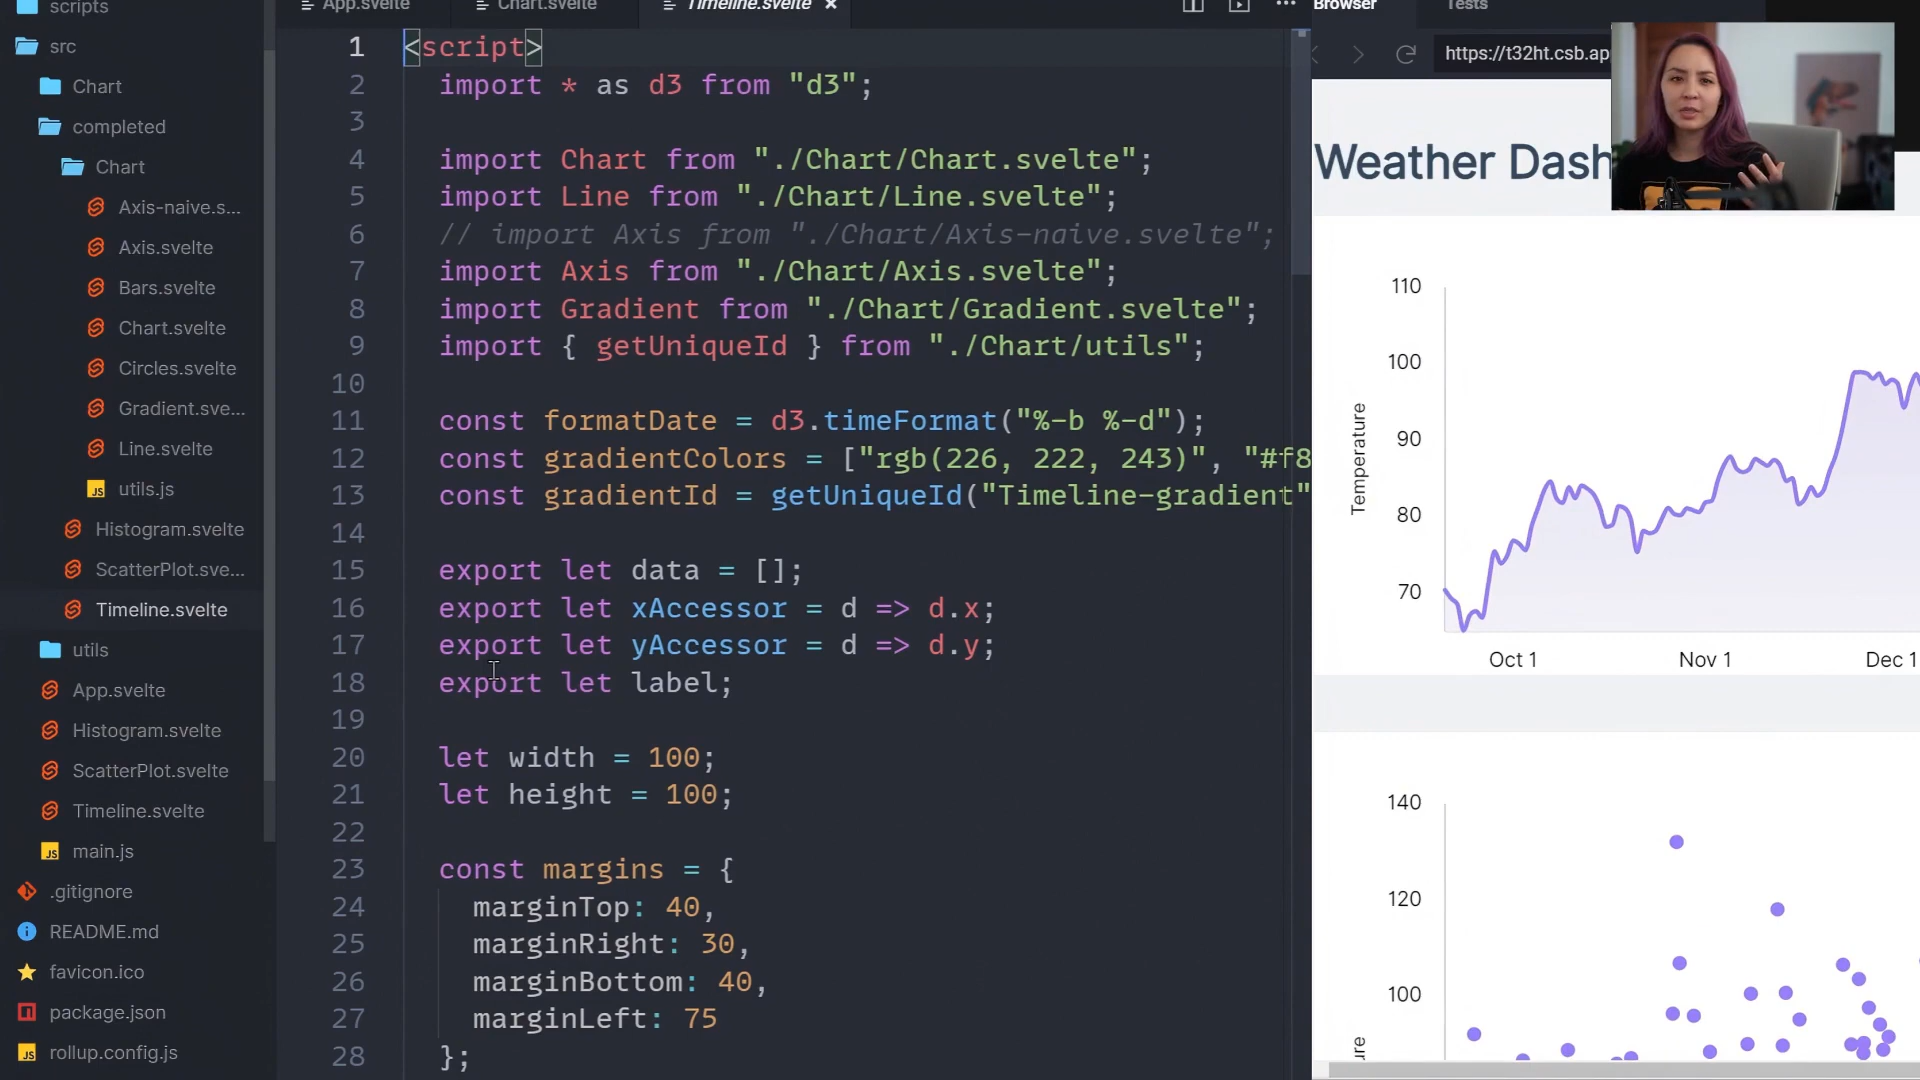 scripts
src
Chart
completed
Chart
Axis-naive.s...
Axis.svelte
Bars.svelte
Chart.svelte
Circles.svelte
Gradient.sve...
Line.svelte
utils.js
Histogram.svelte
ScatterPlot.sve...
Timeline.svelte
utils
App.svelte
Histogram.svelte
ScatterPlot.svelte
Timeline.svelte
main.js
.gitignore
README.md
favicon.ico
package.json
rollup.config.js
App.svelte
Chart.svelte
Timeline.svelte
1 <script>
2 import * as d3 from "d3";
3
4 import Chart from "./Chart/Chart.svelte";
5 import Line from "./Chart/Line.svelte";
6 // import Axis from "./Chart/Axis-naive.svelte";
7 import Axis from "./Chart/Axis.svelte";
8 import Gradient from "./Chart/Gradient.svelte";
9 import { getUniqueId } from "./Chart/utils";
10
11 const formatDate = d3.timeFormat("%-b %-d");
12 const gradientColors = ["rgb(226, 222, 243)", "#f8
13 const gradientId = getUniqueId("Timeline-gradient"
14
15 export let data = [];
16 export let xAccessor = d => d.x;
17 export let yAccessor = d => d.y;
18 export let label;
19
20 let width = 100;
21 let height = 100;
22
23 const margins = {
24 marginTop: 40,
25 marginRight: 30,
26 marginBottom: 40,
27 marginLeft: 75
28 };
Browser
Tests
https://t32ht.csb.ap
Weather Dash
110
100
90
80
70
Temperature
Oct 1
Nov 1
Dec 1
140
120
100
ure